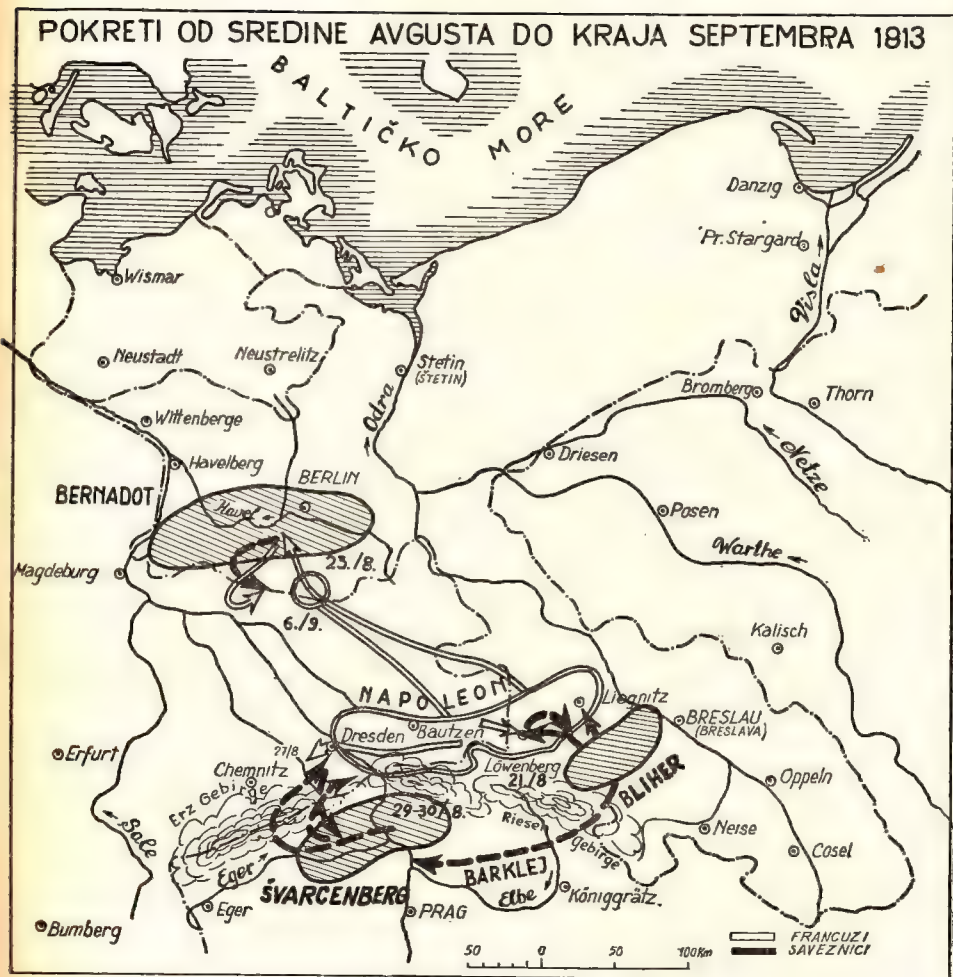 POKRETI OD SREDINE AVGUSTA DO KRAJA SEPTEMBRA 1813
BALTIČKO MORE
Danzig
Pr. Stargard
Visla
Wismar
Neustadt
Neustrelitz
Stetin
(ŠTETIN)
Odra
Bromberg
Thorn
Wittenberge
Netze
Havelberg
Driesen
BERLIN
BERNADOT
Havel
Posen
Warthe
23./8.
Magdeburg
6./9.
Kalisch
NAPOLEON
Liegnitz
BRESLAU
(BRESLAVA)
Dresden
Bautzen
27/8
Erfurt
Löwenberg
21/8
BLIHER
Oppeln
Chemnitz
Erz Gebirge
29-30/8.
Riesen
Gebirge
Neise
Sale
Cosel
Eger
BARKLEJ
ŠVARCENBERG
Elbe
Königgrätz
Eger
PRAG
Bumberg
50 0 50 100 Km
FRANCUZI
SAVEZNICI